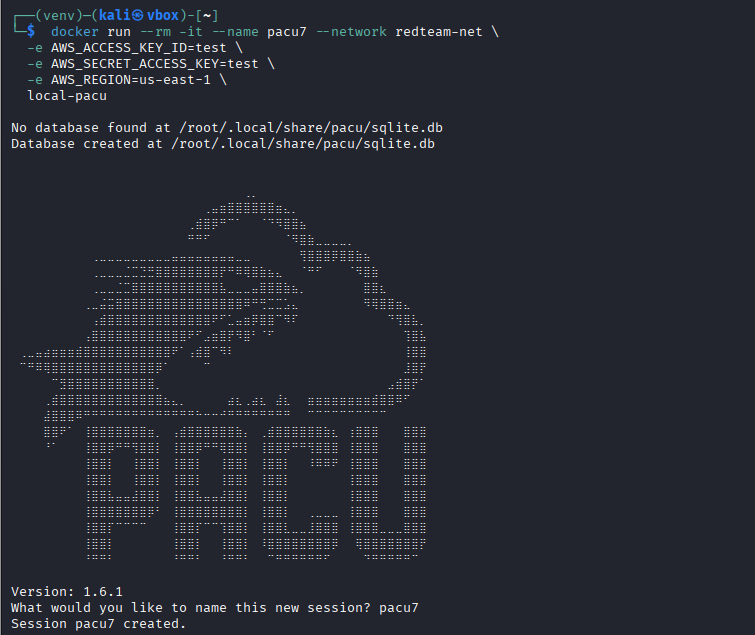 ┌──(venv)─(kali㉿vbox)-[~]
└─$ docker run --rm -it --name pacu7 --network redteam-net \
-e AWS_ACCESS_KEY_ID=test \
-e AWS_SECRET_ACCESS_KEY=test \
-e AWS_REGION=us-east-1 \
local-pacu
No database found at /root/.local/share/pacu/sqlite.db
Database created at /root/.local/share/pacu/sqlite.db
PACU
Version: 1.6.1
What would you like to name this new session? pacu7
Session pacu7 created.